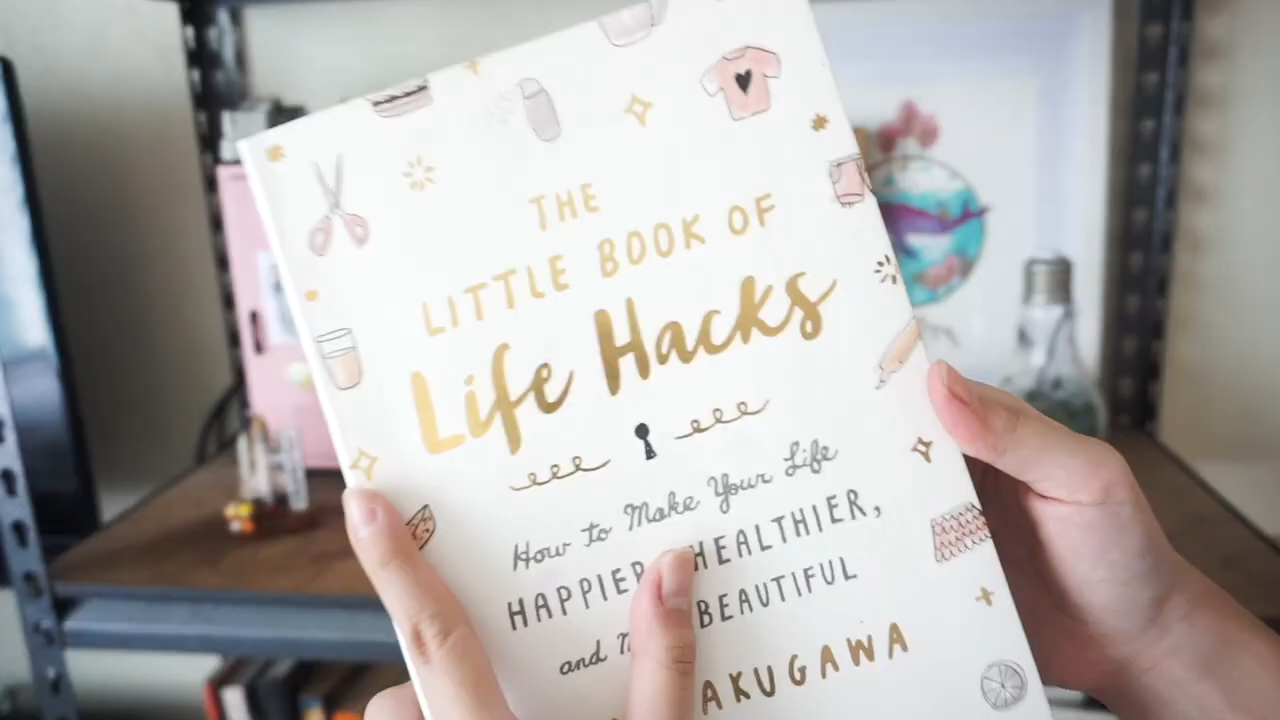 THE
LITTLE BOOK OF
Life Hacks
How to Make Your Life
HAPPIER, HEALTHIER,
and BEAUTIFUL
AKUGAWA